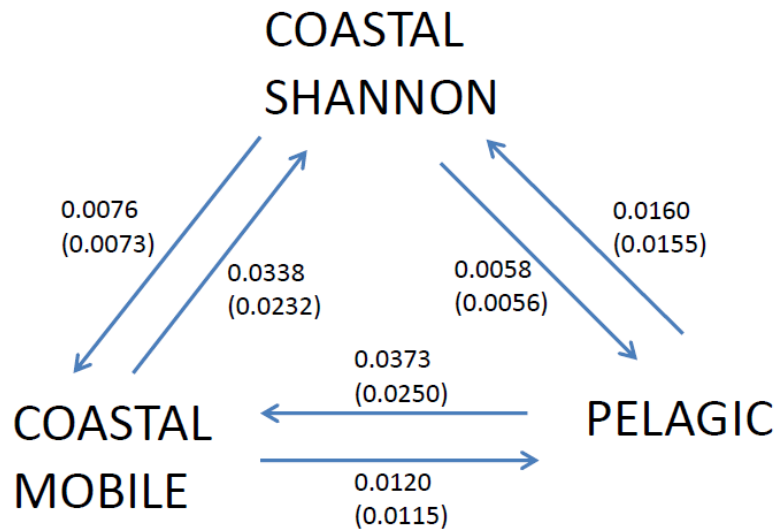 COASTAL
SHANNON
0.0076
(0.0073)
0.0160
(0.0155)
0.0338
(0.0232)
0.0058
(0.0056)
0.0373
(0.0250)
COASTAL
MOBILE
PELAGIC
0.0120
(0.0115)